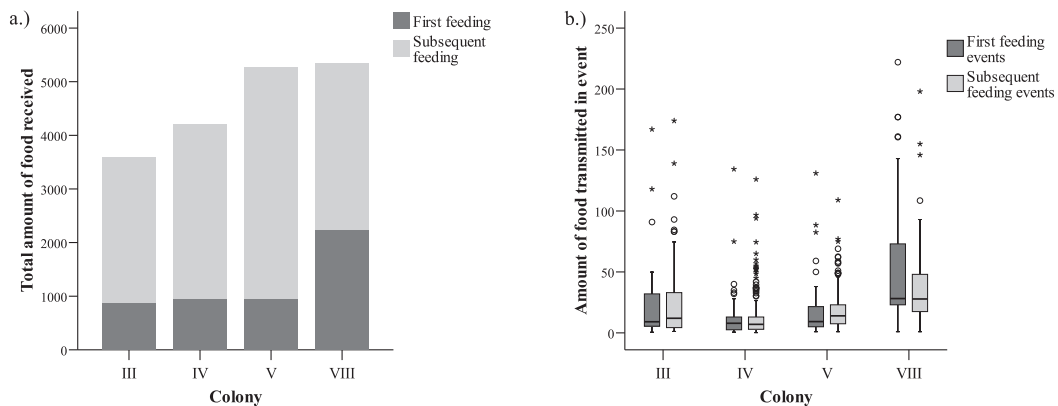 a.)
First feeding
Subsequent
feeding
Total amount of food received
6000
5000
4000
3000
2000
1000
0
III IV V VIII
Colony
b.)
First feeding
events
Subsequent
feeding events
Amount of food transmitted in event
250
200
150
100
50
0
III IV V VIII
Colony